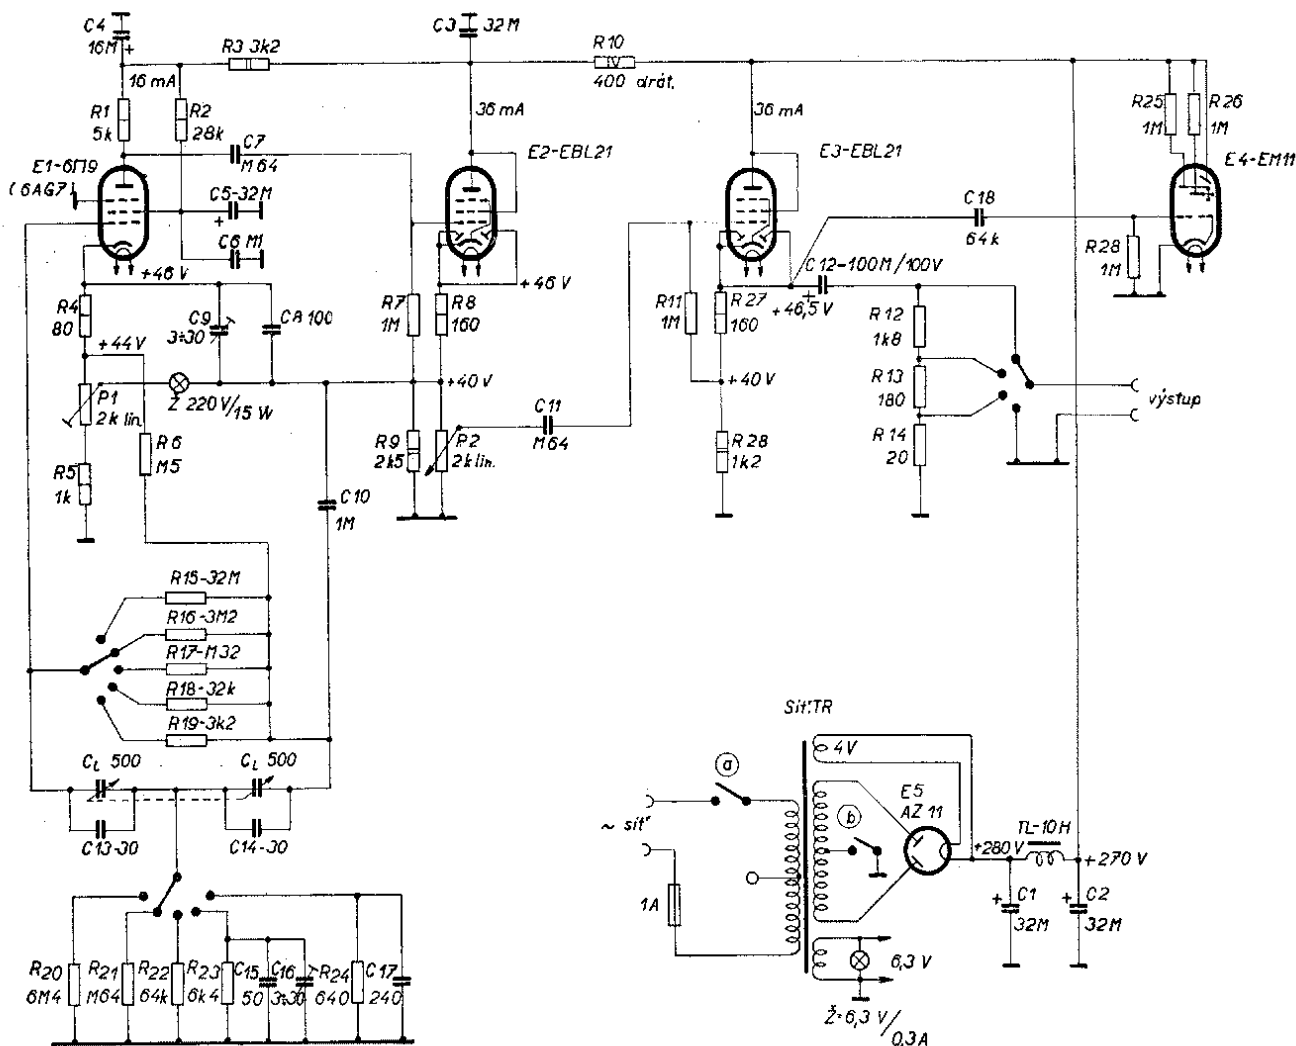 C4
16M +
C3
32M
R3 3k2
R10
400 drát.
16 mA
36 mA
36 mA
R1
5k
R2
28k
C7
M64
R25
1M
R26
1M
E1-6П9
(6AG7)
E2-EBL21
E3-EBL21
E4-EM11
C5-32M
+
C6 M1
C18
64k
R28
1M
+46 V
+46 V
C12-100M/100V
+
+46,5 V
R4
80
C9
3÷30
C8 100
R7
1M
R8
160
R11
1M
R27
160
R12
1k8
+44V
+40 V
+40 V
P1
2k lin.
Ž 220 V/15 W
R13
180
výstup
C11
M64
R6
M5
R9
2k5
P2
2k lin.
R28
1k2
R14
20
R5
1k
C10
1M
R15-32M
R16-3M2
R17-M32
R18-32k
R19-3k2
CL 500
CL 500
C13-30
C14-30
Síť.TR
4V
a
E5
AZ 11
~ síť
b
TL-10H
+280V
+270 V
1A
+ C1
32M
+ C2
32M
6,3 V
Ž-6,3 V/0,3A
R20
6M4
R21
M64
R22
64k
R23
6k4
C15
50
C16
3÷30
R24
640
C17
240